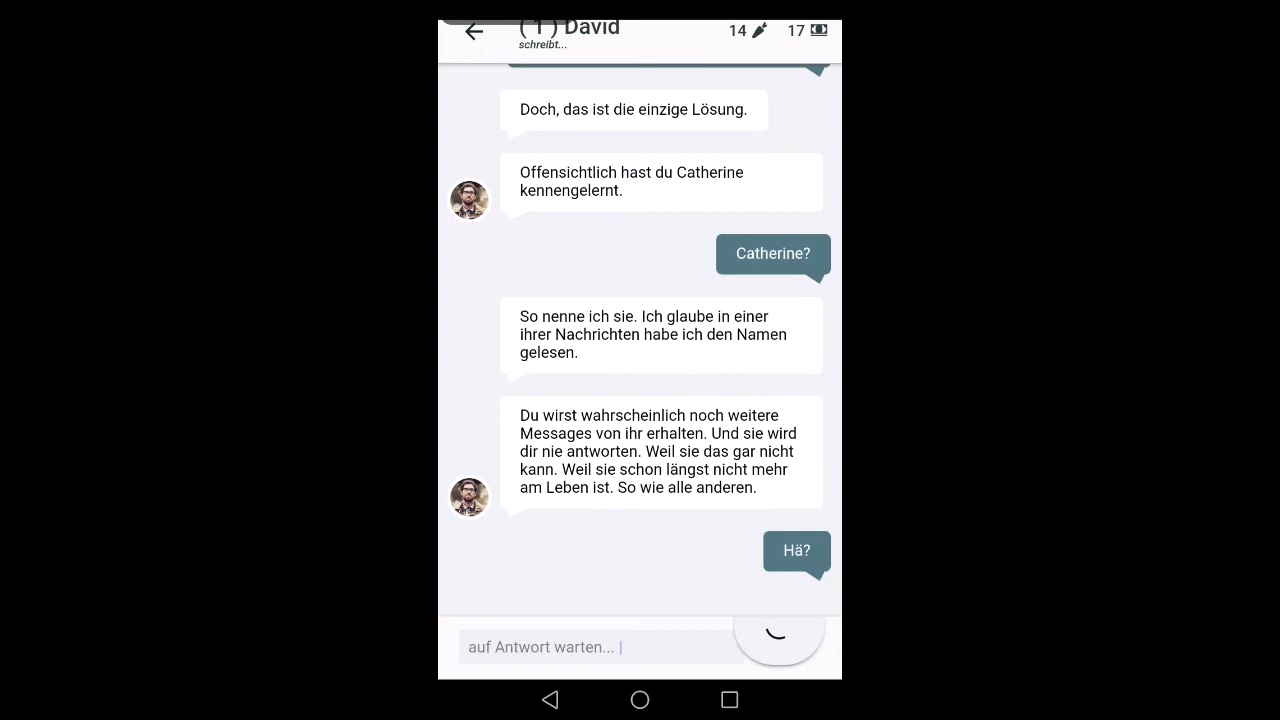 ( 1 ) David
14
17
schreibt...
Doch, das ist die einzige Lösung.
Offensichtlich hast du Catherine
kennengelernt.
Catherine?
So nenne ich sie. Ich glaube in einer
ihrer Nachrichten habe ich den Namen
gelesen.
Du wirst wahrscheinlich noch weitere
Messages von ihr erhalten. Und sie wird
dir nie antworten. Weil sie das gar nicht
kann. Weil sie schon längst nicht mehr
am Leben ist. So wie alle anderen.
Hä?
auf Antwort warten... |